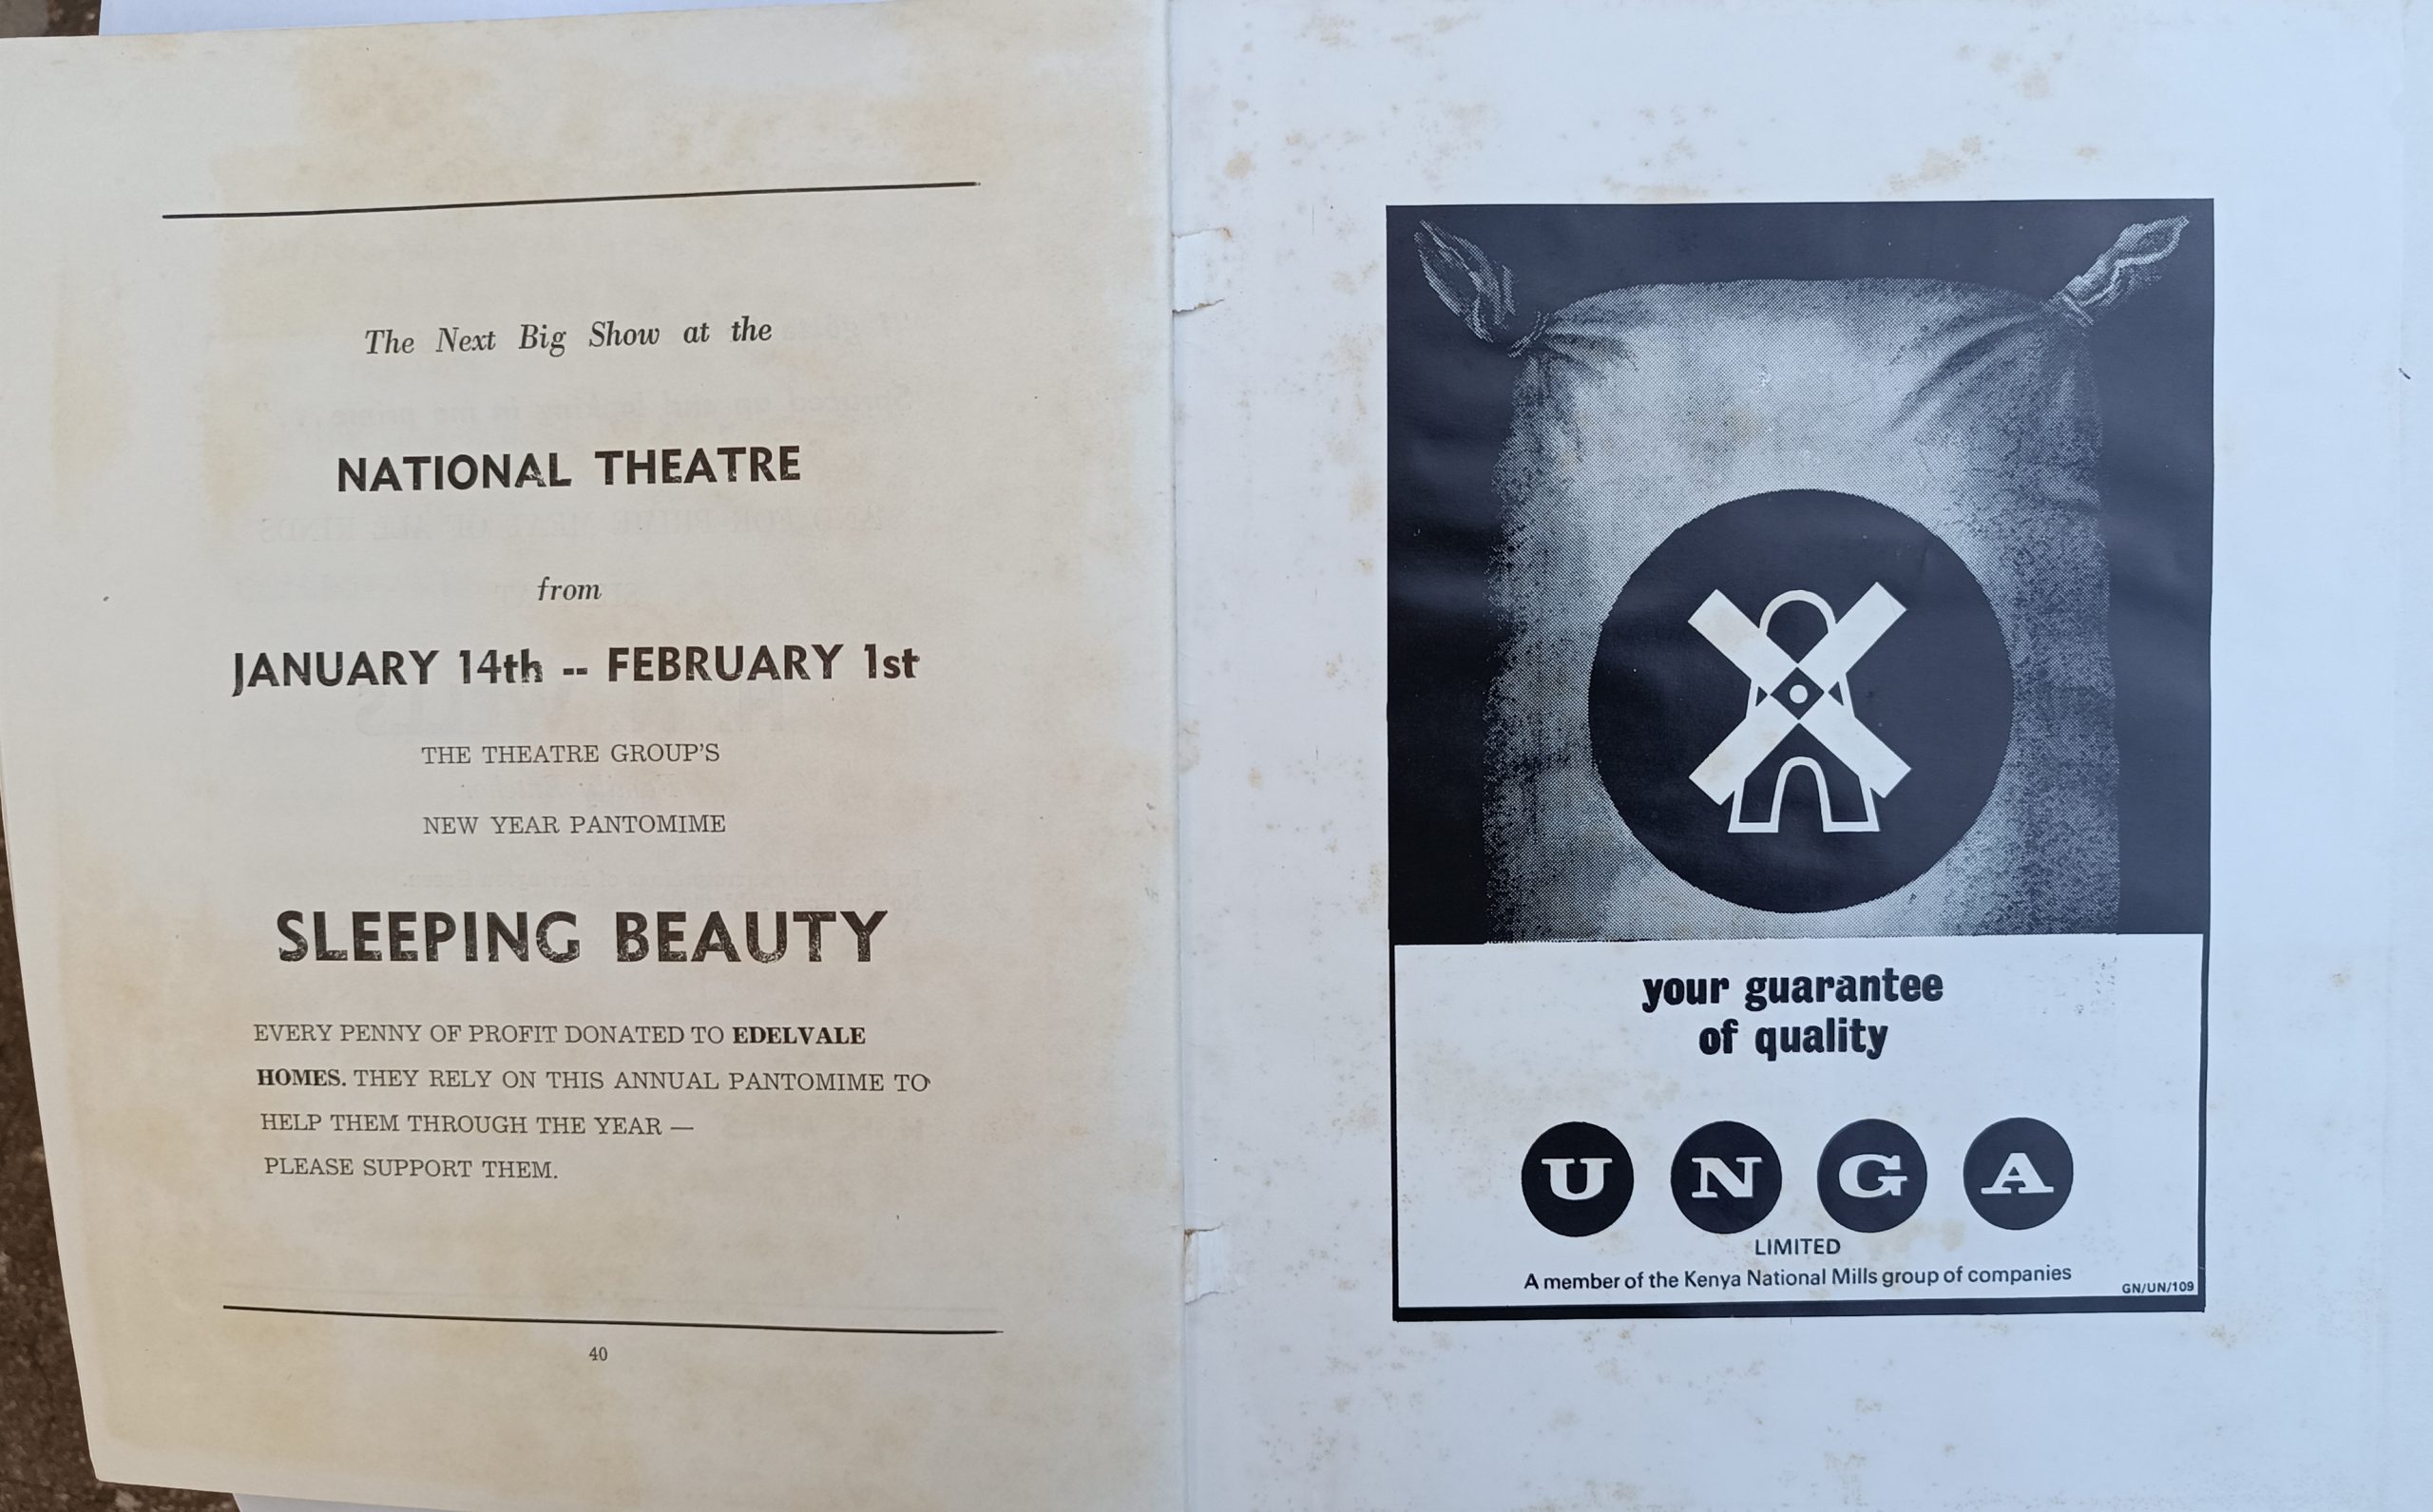 The Next Big Show at the
NATIONAL THEATRE
from
JANUARY 14th -- FEBRUARY 1st
THE THEATRE GROUP'S
NEW YEAR PANTOMIME
SLEEPING BEAUTY
EVERY PENNY OF PROFIT DONATED TO EDELVALE
HOMES. THEY RELY ON THIS ANNUAL PANTOMIME TO
HELP THEM THROUGH THE YEAR —
PLEASE SUPPORT THEM.
40
your guarantee
of quality
UNGA
LIMITED
A member of the Kenya National Mills group of companies
GN/UN/109